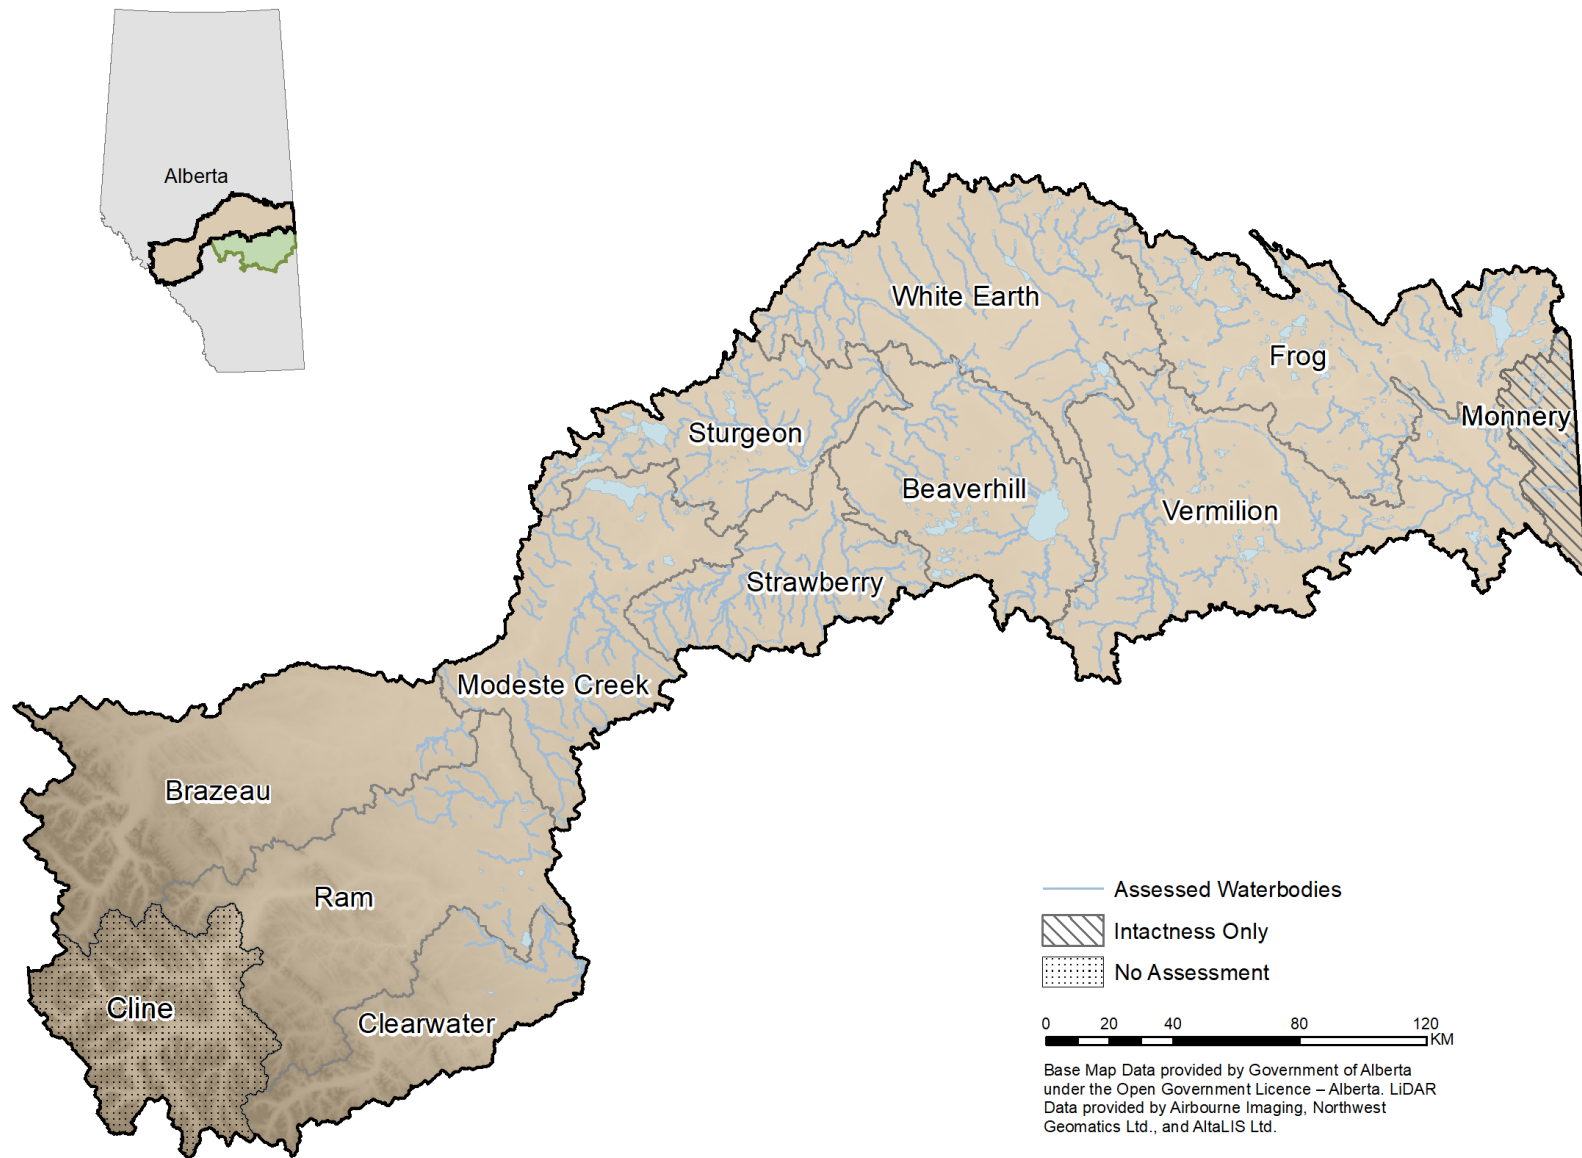 Alberta
White Earth
Frog
Monnery
Sturgeon
Beaverhill
Vermilion
Strawberry
Modeste Creek
Brazeau
Ram
Cline
Clearwater
Assessed Waterbodies
Intactness Only
No Assessment
0 20 40 80 120
KM
Base Map Data provided by Government of Alberta
under the Open Government Licence – Alberta. LiDAR
Data provided by Airbourne Imaging, Northwest
Geomatics Ltd., and AltaLIS Ltd.